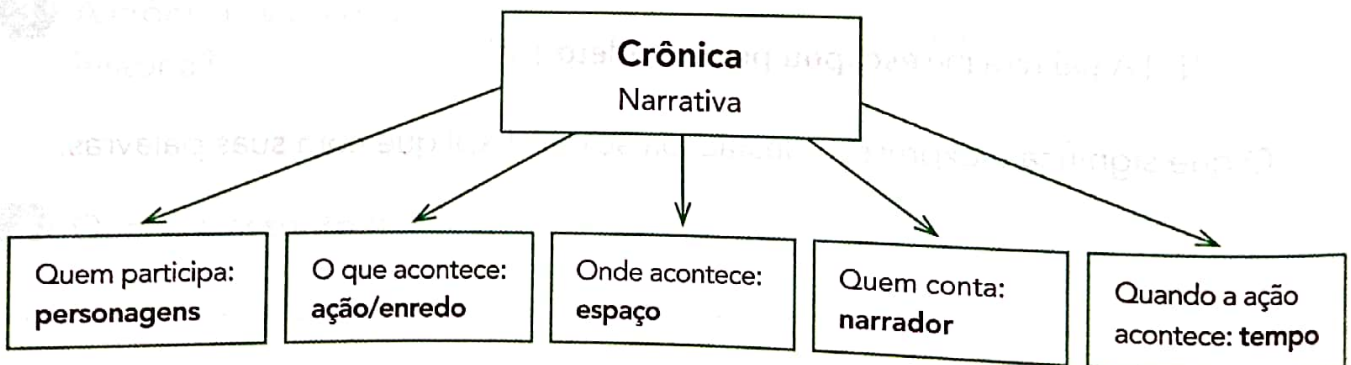 Crônica
Narrativa
Quem participa:
personagens
O que acontece:
ação/enredo
Onde acontece:
espaço
Quem conta:
narrador
Quando a ação
acontece: tempo